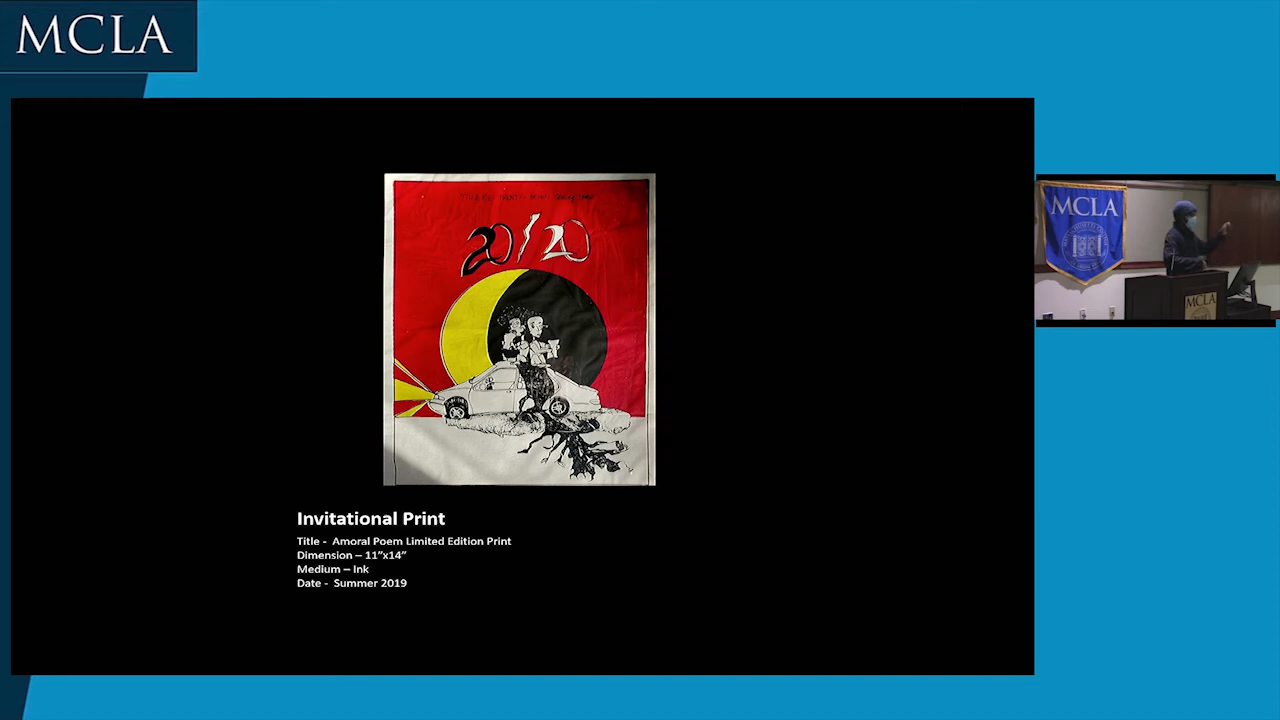 MCLA
20/20
Invitational Print
Title - Amoral Poem Limited Edition Print
Dimension – 11”x14”
Medium – Ink
Date - Summer 2019
MCLA
MCLA